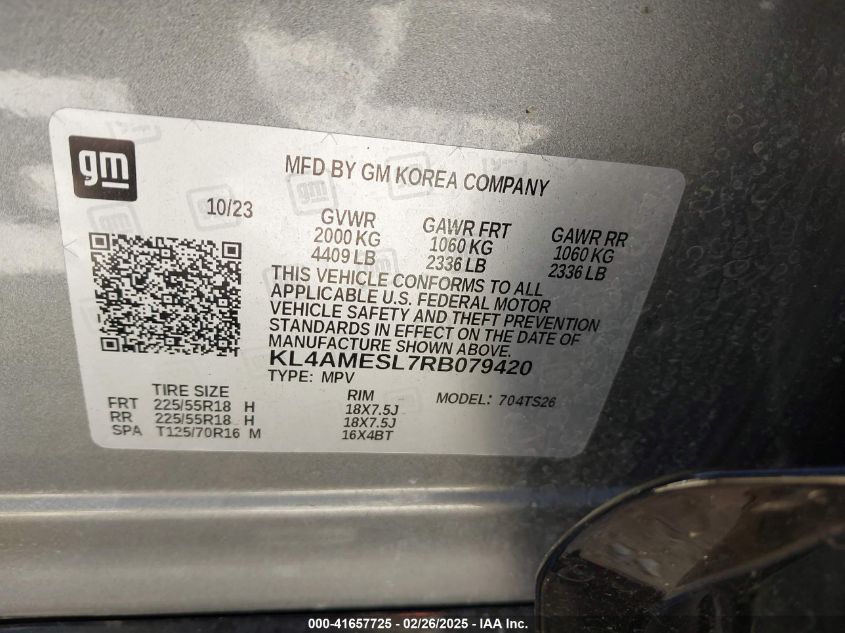 gm
MFD BY GM KOREA COMPANY
10/23
GVWR GAWR FRT GAWR RR
2000 KG 1060 KG 1060 KG
4409 LB 2336 LB 2336 LB
THIS VEHICLE CONFORMS TO ALL
APPLICABLE U.S. FEDERAL MOTOR
VEHICLE SAFETY AND THEFT PREVENTION
STANDARDS IN EFFECT ON THE DATE OF
MANUFACTURE SHOWN ABOVE.
KL4AMESL7RB079420
TYPE: MPV
TIRE SIZE RIM MODEL: 704TS26
FRT 225/55R18 H 18X7.5J
RR 225/55R18 H 18X7.5J
SPA T125/70R16 M 16X4BT
000-41657725 - 02/26/2025 - IAA Inc.